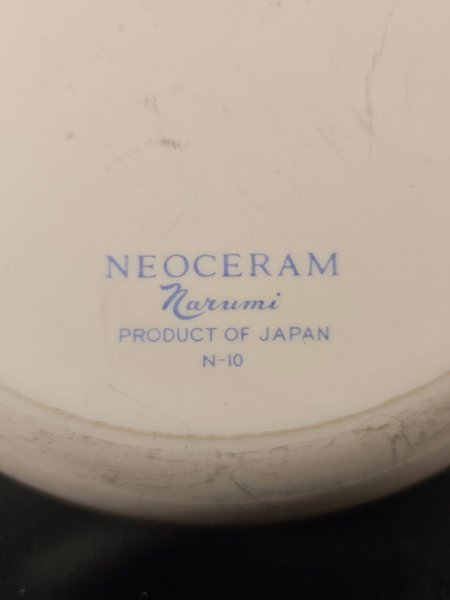 NEOCERAM
Narumi
PRODUCT OF JAPAN
N-10